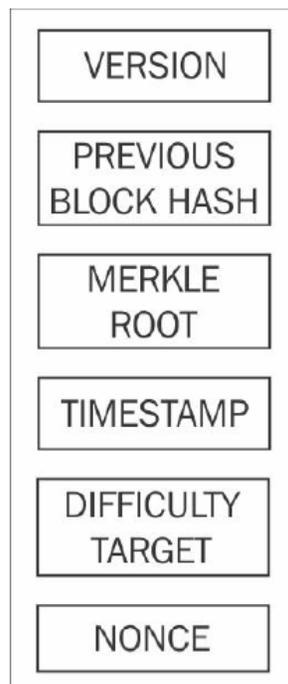 VERSION
PREVIOUS
BLOCK HASH
MERKLE
ROOT
TIMESTAMP
DIFFICULTY
TARGET
NONCE